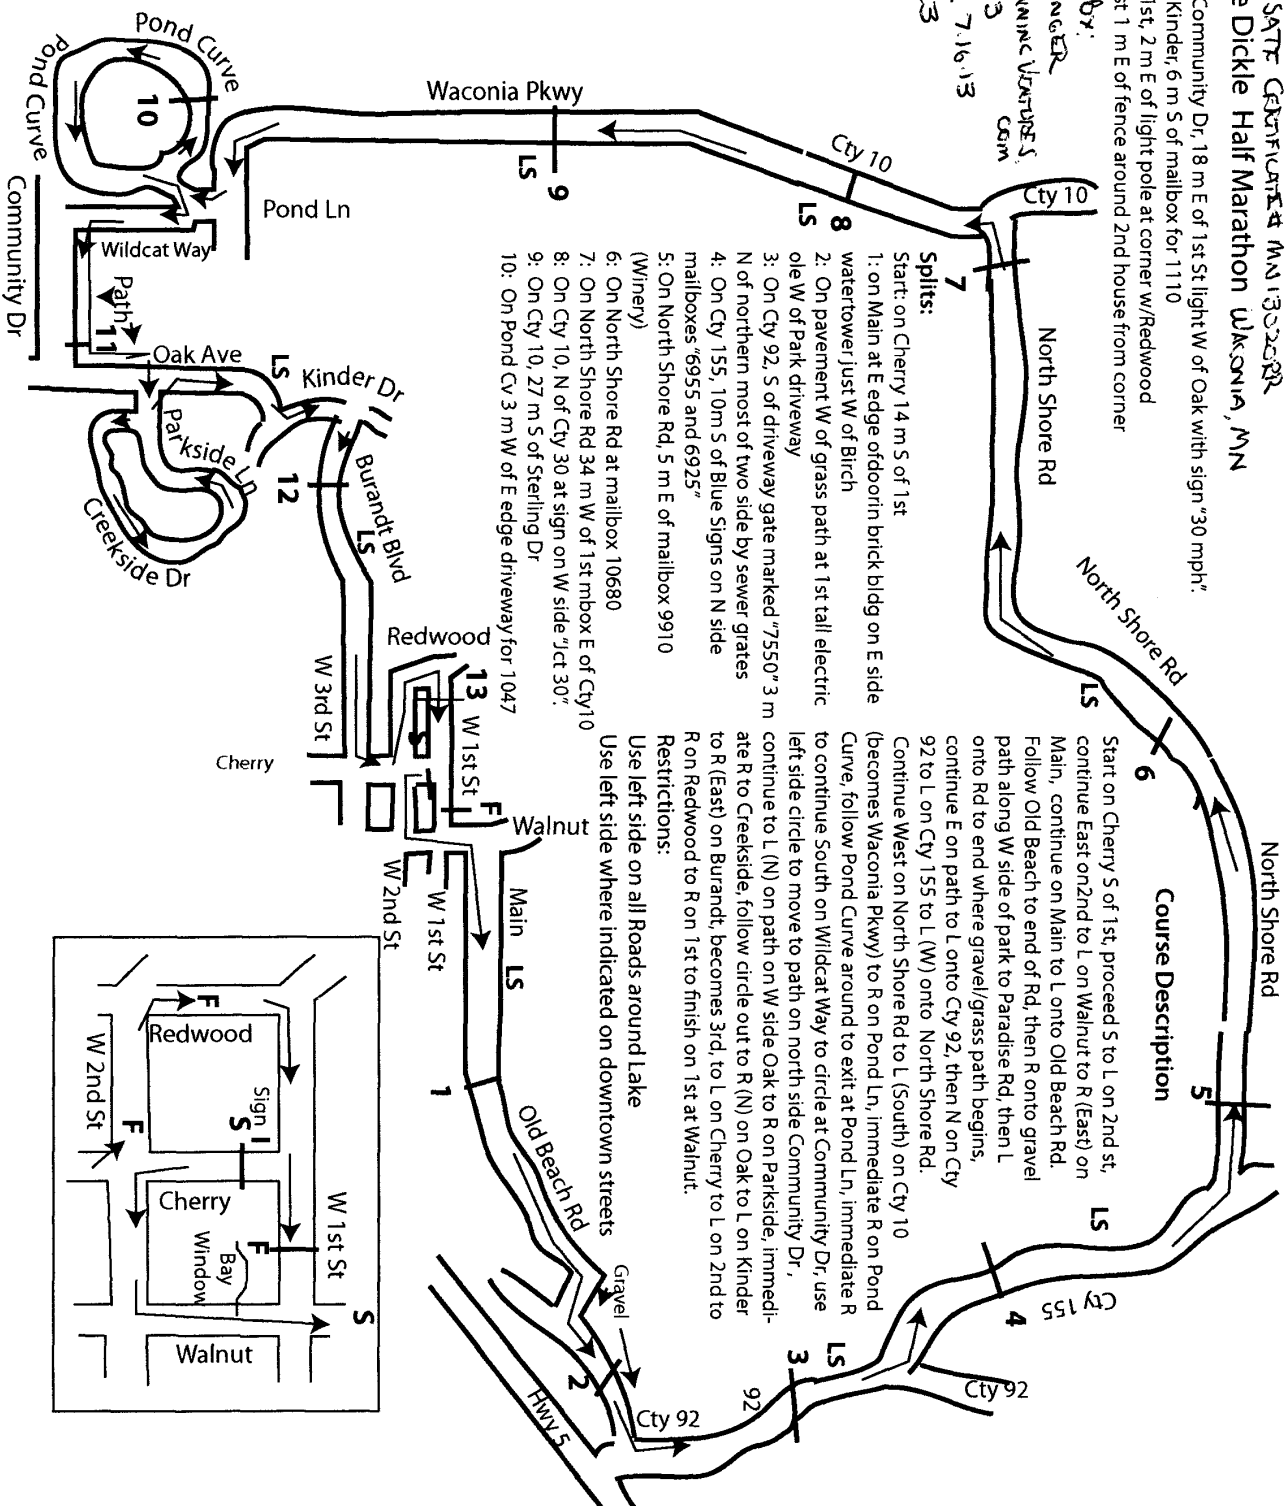 SATF CERTIFICATE# MN13322RR
e Dickle Half Marathon WACONIA, MN
Community Dr, 18 m E of 1st St light W of Oak with sign "30 mph".
Kinder, 6 m S of mailbox for 1110
1st, 2 m E of light pole at corner w/Redwood
st 1 m E of fence around 2nd house from corner
BY:
NGER
NNING VENTURES.
COM
3
7.16.13
3
Splits:
Start: on Cherry 14 m S of 1st
1: on Main at E edge ofdoorin brick bldg on E side
watertower just W of Birch
2: On pavement W of grass path at 1st tall electric
ole W of Park driveway
3: On Cty 92, S of driveway gate marked "7550" 3 m
N of northern most of two side by sewer grates
4: On Cty 155, 10m S of Blue Signs on N side
mailboxes "6955 and 6925"
5: On North Shore Rd, 5 m E of mailbox 9910
(Winery)
6: On North Shore Rd at mailbox 10680
7: On North Shore Rd 34 m W of 1st mbox E of Cty10
8: On Cty 10, N of Cty 30 at sign on W side "Jct 30".
9: On Cty 10, 27 m S of Sterling Dr
10: On Pond Cv 3 m W of E edge driveway for 1047
Course Description
Start on Cherry S of 1st, proceed S to L on 2nd st,
continue East on2nd to L on Walnut to R (East) on
Main, continue on Main to L onto Old Beach Rd.
Follow Old Beach to end of Rd, then R onto gravel
path along W side of park to Paradise Rd, then L
onto Rd to end where gravel/grass path begins,
continue E on path to L onto Cty 92, then N on Cty
92 to L on Cty 155 to L (W) onto North Shore Rd.
Continue West on North Shore Rd to L (South) on Cty 10
(becomes Waconia Pkwy) to R on Pond Ln, immediate R on Pond
Curve, follow Pond Curve around to exit at Pond Ln, immediate R
to continue South on Wildcat Way to circle at Community Dr, use
left side circle to move to path on north side Community Dr ,
continue to L (N) on path on W side Oak to R on Parkside, immedi-
ate R to Creekside, follow circle out to R (N) on Oak to L on Kinder
to R (East) on Burandt, becomes 3rd, to L on Cherry to L on 2nd to
R on Redwood to R on 1st to finish on 1st at Walnut.
Restrictions:
Use left side on all Roads around Lake
Use left side where indicated on downtown streets
Pond Curve
Pond Curve
10
Waconia Pkwy
9
LS
Cty 10
8
LS
Cty 10
7
North Shore Rd
North Shore Rd
LS
6
North Shore Rd
5
LS
Cty 155
4
Cty 92
LS
3
92
Cty 92
Gravel
2
Hwy 5
Old Beach Rd
1
Main
LS
Pond Ln
Wildcat Way
Community Dr
Path
11
Oak Ave
LS
Kinder Dr
Parkside Ln
Creekside Dr
12
Burandt Blvd
LS
Redwood
13
W 1st St
W 3rd St
Cherry
S
F
Walnut
W 2nd St
W 1st St
F
Redwood
W 2nd St
F
Sign
S
Cherry
W 1st St
F
Bay
Window
S
Walnut